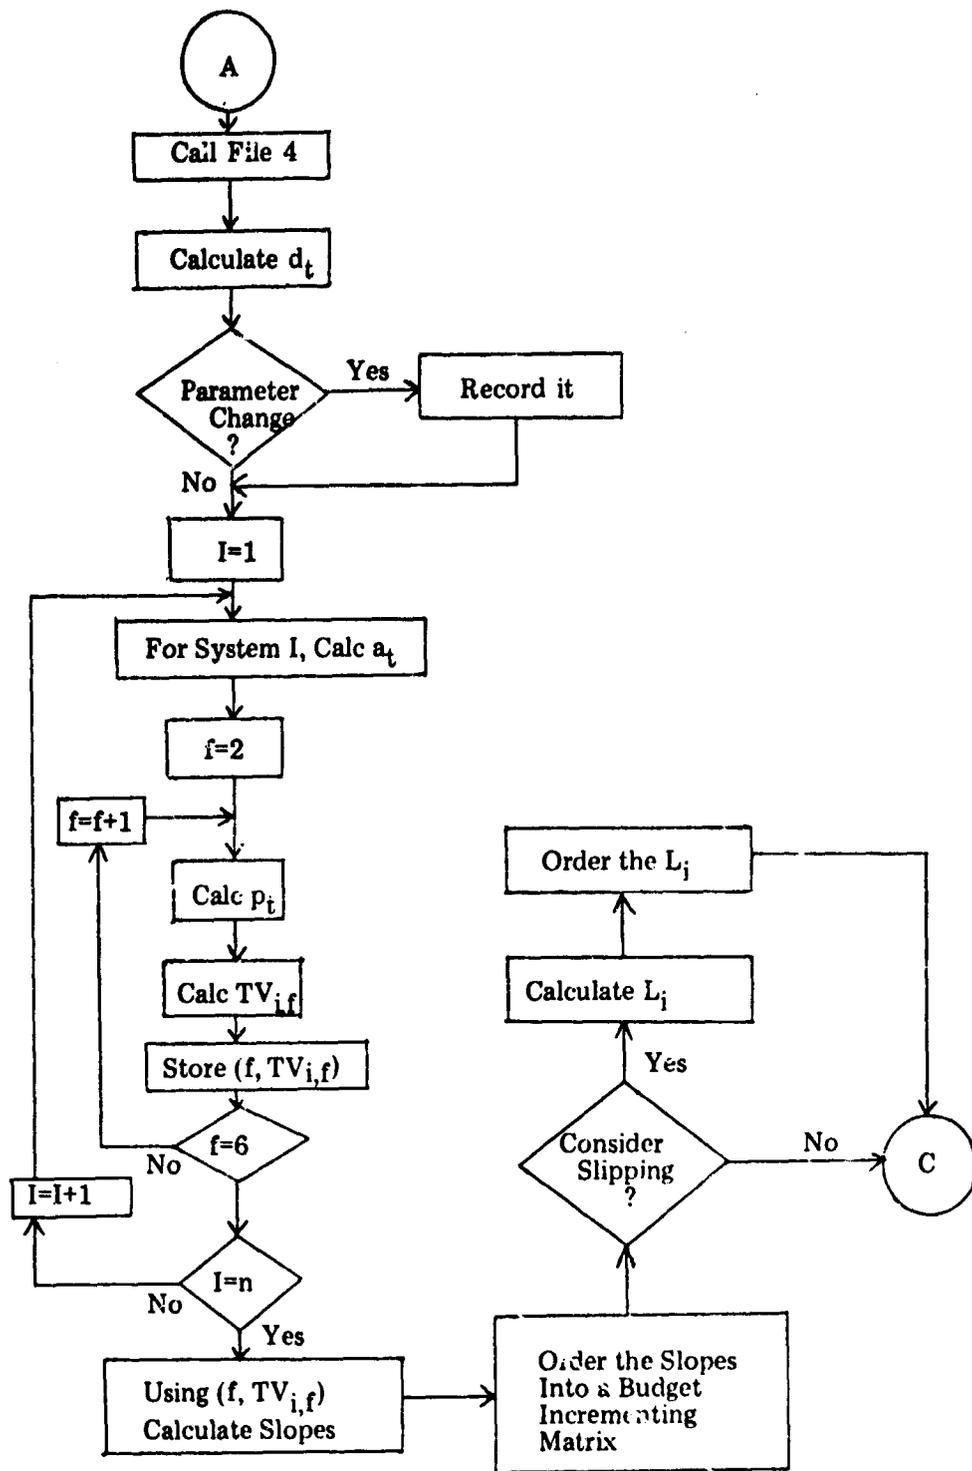 A
Call File 4
Calculate d_t
Parameter
Change
?
Yes
Record it
No
I=1
For System I, Calc a_t
f=2
f=f+1
Calc p_t
Calc TV_i,f
Store (f, TV_i,f)
f=6
No
I=I+1
I=n
No
Yes
Using (f, TV_i,f)
Calculate Slopes
Order the Slopes
Into a Budget
Incrementing
Matrix
Consider
Slipping
?
Yes
No
Calculate L_j
Order the L_j
C